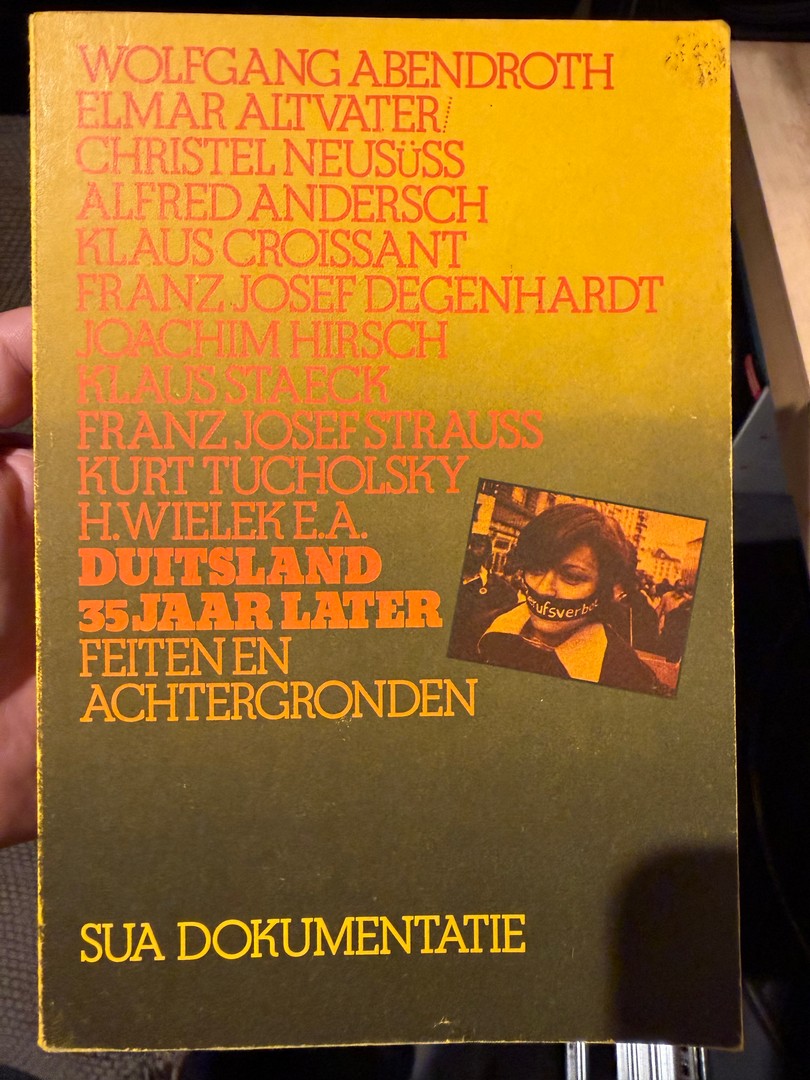 WOLFGANG ABENDROTH
ELMAR ALTVATER/
CHRISTEL NEUSÜSS
ALFRED ANDERSCH
KLAUS CROISSANT
FRANZ JOSEF DEGENHARDT
JOACHIM HIRSCH
KLAUS STAECK
FRANZ JOSEF STRAUSS
KURT TUCHOLSKY
H. WIELEK E.A.
DUITSLAND
35 JAAR LATER
FEITEN EN
ACHTERGRONDEN
erufsverbo
SUA DOKUMENTATIE